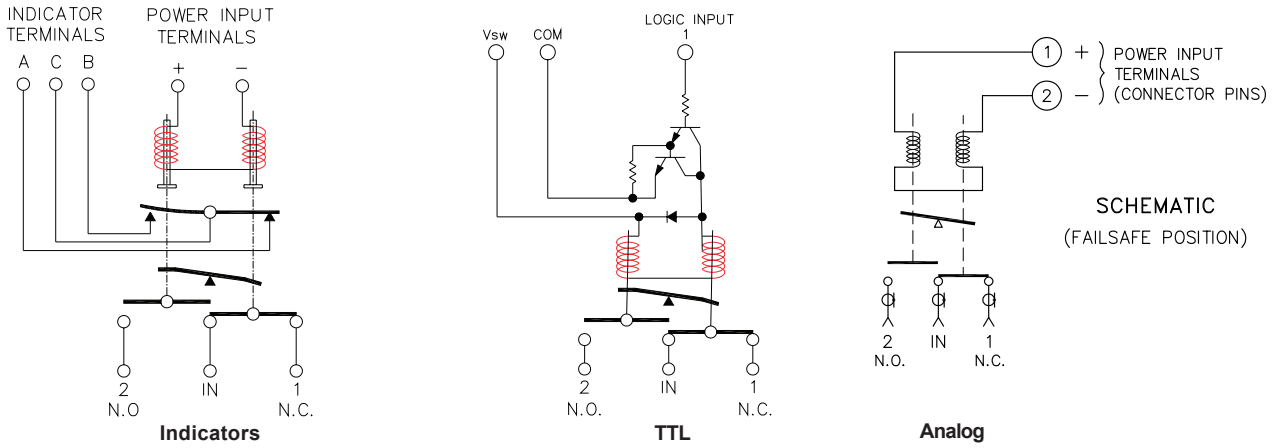 INDICATOR
TERMINALS
A C B
POWER INPUT
TERMINALS
+ −
2
N.O
IN
1
N.C.
Indicators
Vsw
COM
LOGIC INPUT
1
2
N.O.
IN
1
N.C.
TTL
1 +
2 −
POWER INPUT
TERMINALS
(CONNECTOR PINS)
SCHEMATIC
(FAILSAFE POSITION)
2
N.O.
IN
1
N.C.
Analog